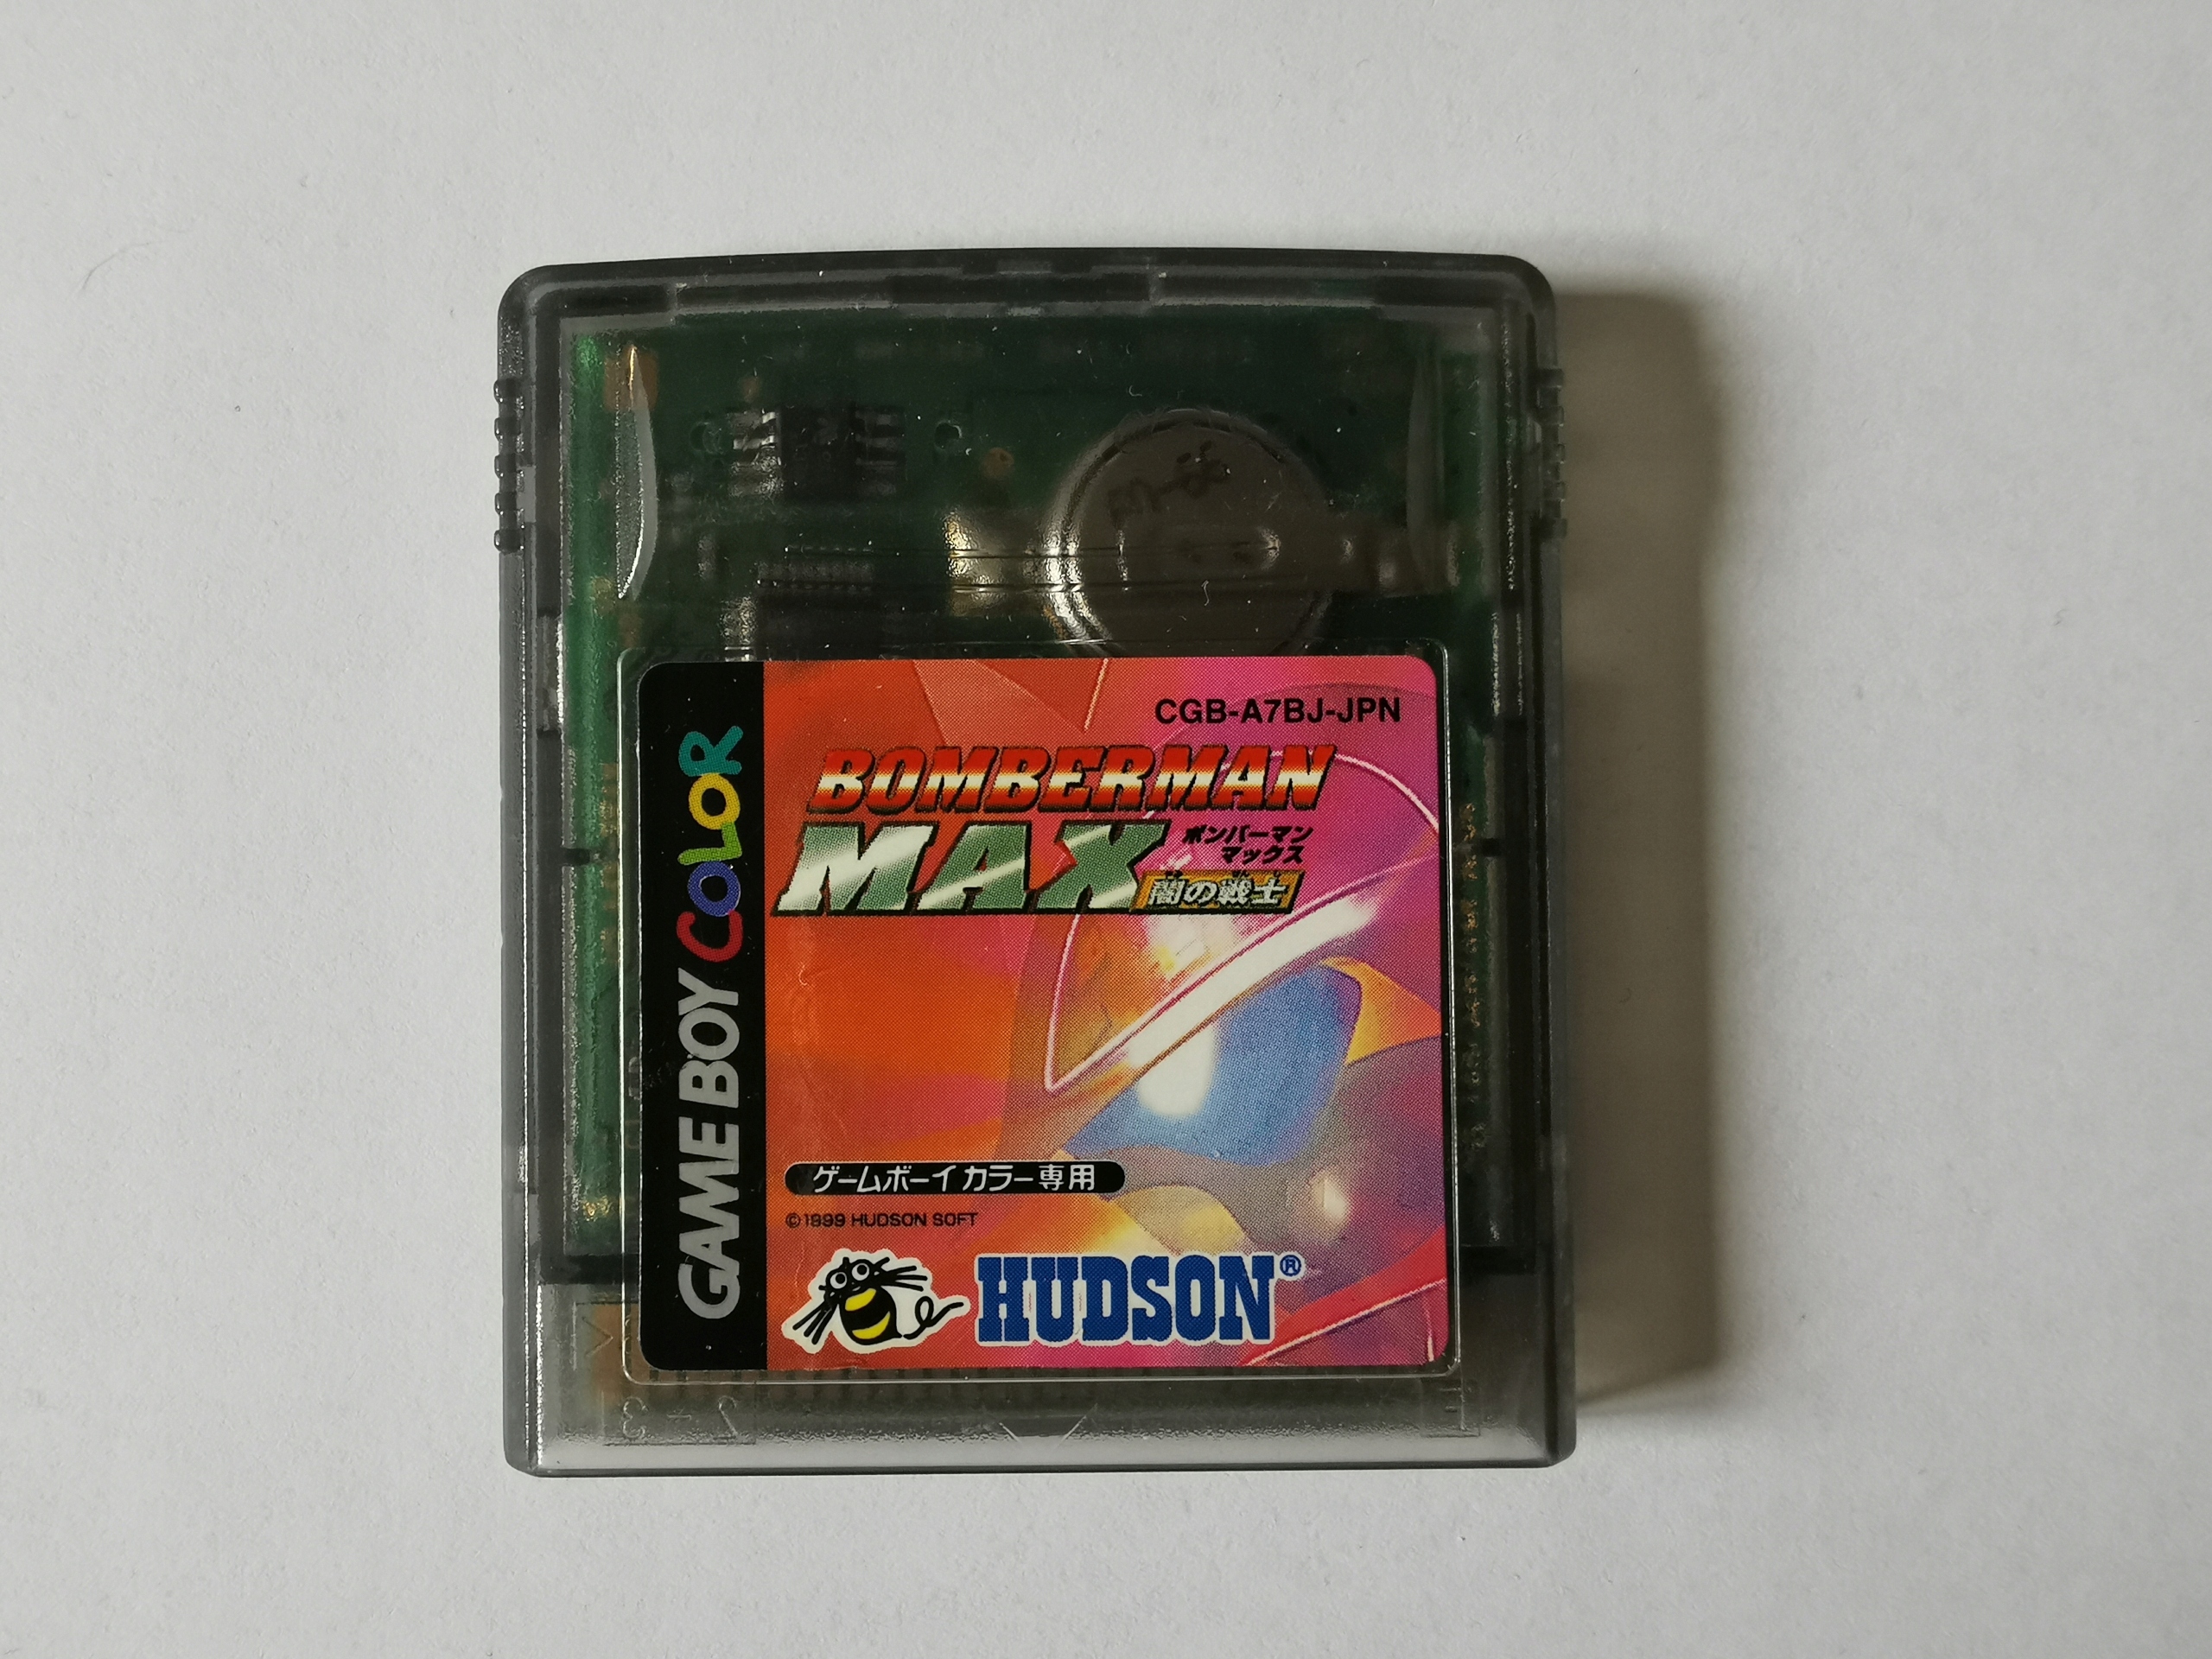 CGB-A7BJ-JPN
BOMBERMAN
MAX
ボンバーマン
マックス
闇の戦士
GAME BOY COLOR
ゲームボーイカラー専用
©1999 HUDSON SOFT
HUDSON®